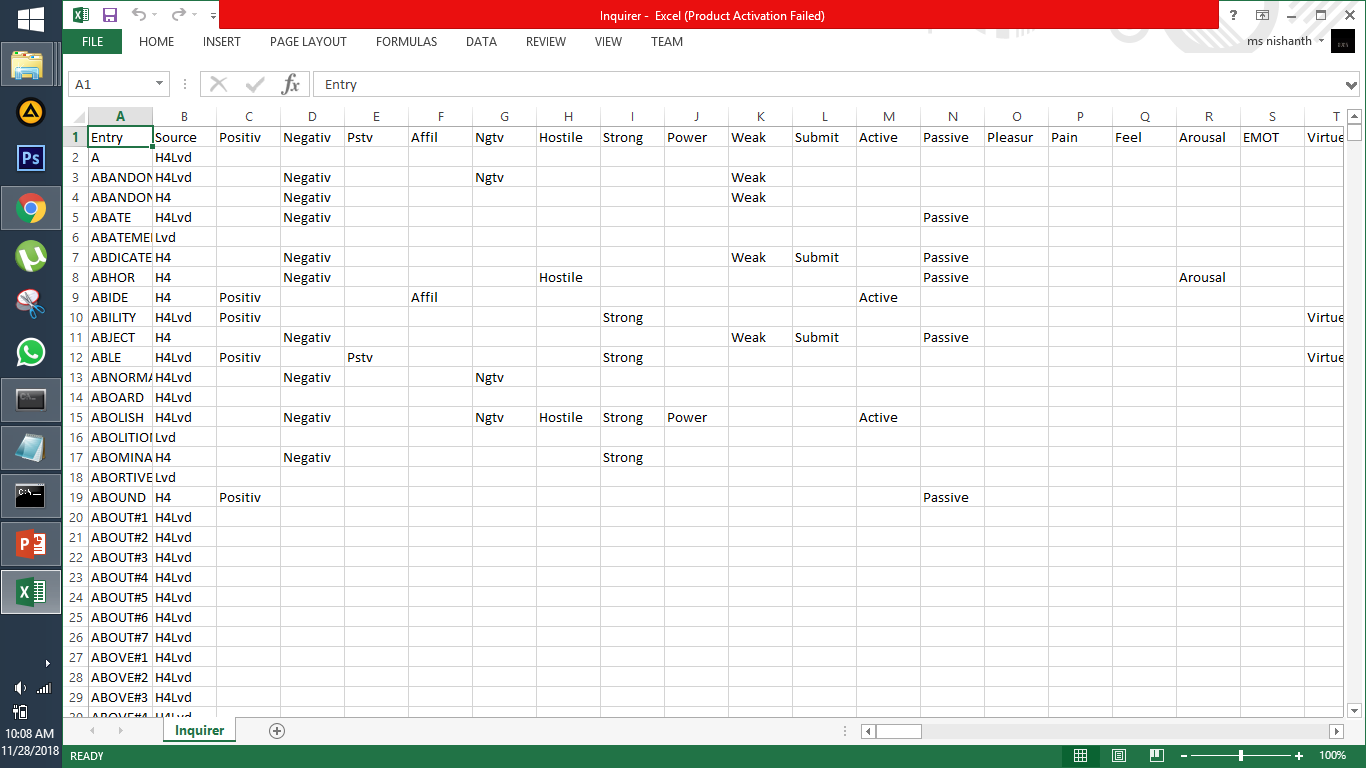 Inquirer - Excel (Product Activation Failed)
?
FILE HOME INSERT PAGE LAYOUT FORMULAS DATA REVIEW VIEW TEAM ms nishanth
A1 fx Entry
A B C D E F G H I J K L M N O P Q R S T
1 Entry Source Positiv Negativ Pstv Affil Ngtv Hostile Strong Power Weak Submit Active Passive Pleasur Pain Feel Arousal EMOT Virtue
2 A H4Lvd
3 ABANDON H4Lvd Negativ Ngtv Weak
4 ABANDON H4 Negativ Weak
5 ABATE H4Lvd Negativ Passive
6 ABATEME Lvd
7 ABDICATE H4 Negativ Weak Submit Passive
8 ABHOR H4 Negativ Hostile Passive Arousal
9 ABIDE H4 Positiv Affil Active
10 ABILITY H4Lvd Positiv Strong Virtue
11 ABJECT H4 Negativ Weak Submit Passive
12 ABLE H4Lvd Positiv Pstv Strong Virtue
13 ABNORMA H4Lvd Negativ Ngtv
14 ABOARD H4Lvd
15 ABOLISH H4Lvd Negativ Ngtv Hostile Strong Power Active
16 ABOLITION Lvd
17 ABOMINA H4 Negativ Strong
18 ABORTIVE Lvd
19 ABOUND H4 Positiv Passive
20 ABOUT#1 H4Lvd
21 ABOUT#2 H4Lvd
22 ABOUT#3 H4Lvd
23 ABOUT#4 H4Lvd
24 ABOUT#5 H4Lvd
25 ABOUT#6 H4Lvd
26 ABOUT#7 H4Lvd
27 ABOVE#1 H4Lvd
28 ABOVE#2 H4Lvd
29 ABOVE#3 H4Lvd
30 ABOVE#4 H4Lvd
Inquirer
READY 100%
Ps
10:08 AM
11/28/2018